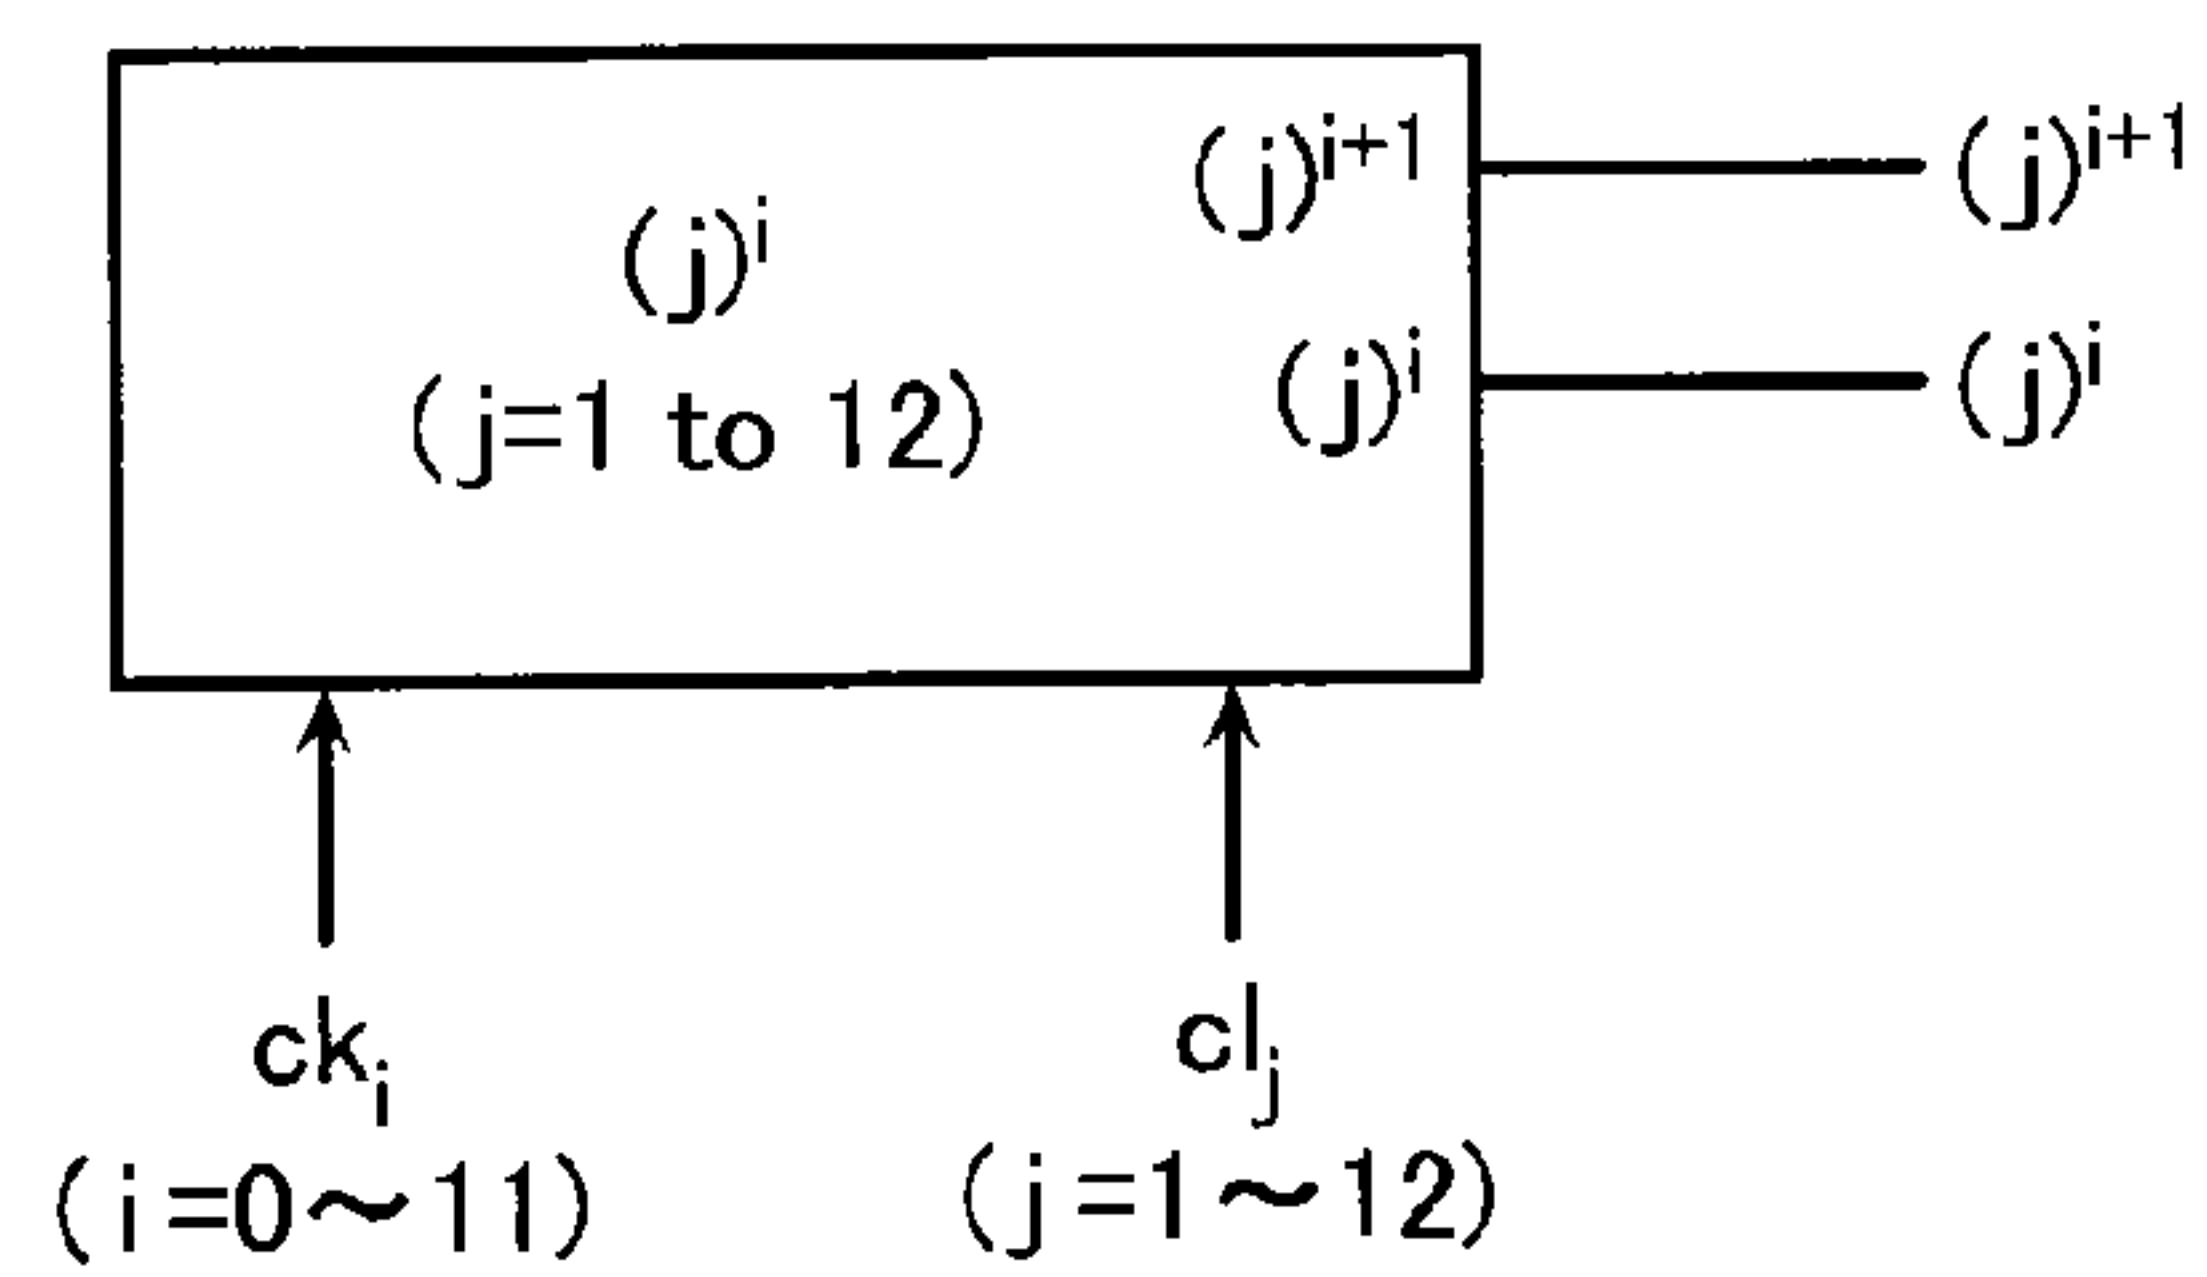 (j)^{i+1} (j)^{i+1}
(j)^i
(j)^i (j)^i
(j=1 to 12)
ck_i cl_j
(i=0～11) (j=1～12)